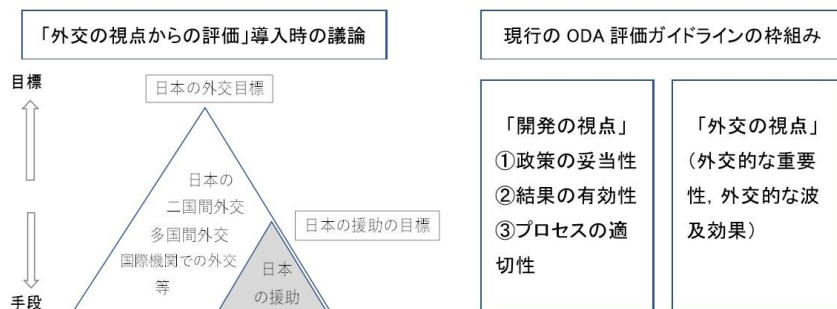 「外交の視点からの評価」導入時の議論
目標
日本の外交目標
日本の
二国間外交
多国間外交
国際機関での外交
等
日本の援助の目標
日本
の援助
手段
現行の ODA 評価ガイドラインの枠組み
「開発の視点」
①政策の妥当性
②結果の有効性
③プロセスの適
切性
「外交の視点」
(外交的な重要
性, 外交的な波
及効果)